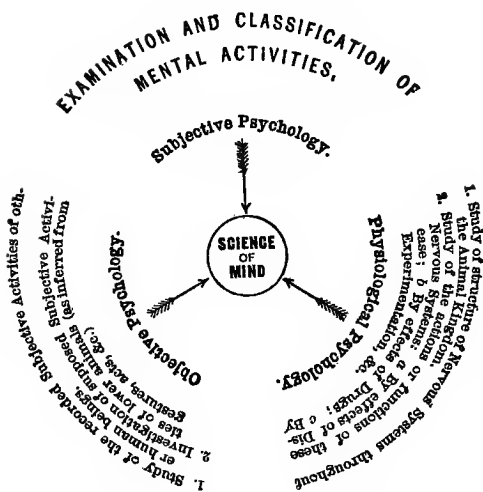 EXAMINATION AND CLASSIFICATION OF
MENTAL ACTIVITIES.
Subjective Psychology.
SCIENCE
OF
MIND
Objective Psychology.
1. Study of the recorded Subjective Activities of oth-
er human beings.
2. Investigation of supposed Subjective Activi-
ties of lower animals (as inferred from
gestures, acts, &c.)
Physiological Psychology.
1. Study of structure of Nervous Systems throughout
the Animal Kingdom.
2. Study of the actions or functions of these
Nervous Systems: a By effects of Dis-
ease; b By effects of Drugs; c By
Experimentation, &c.